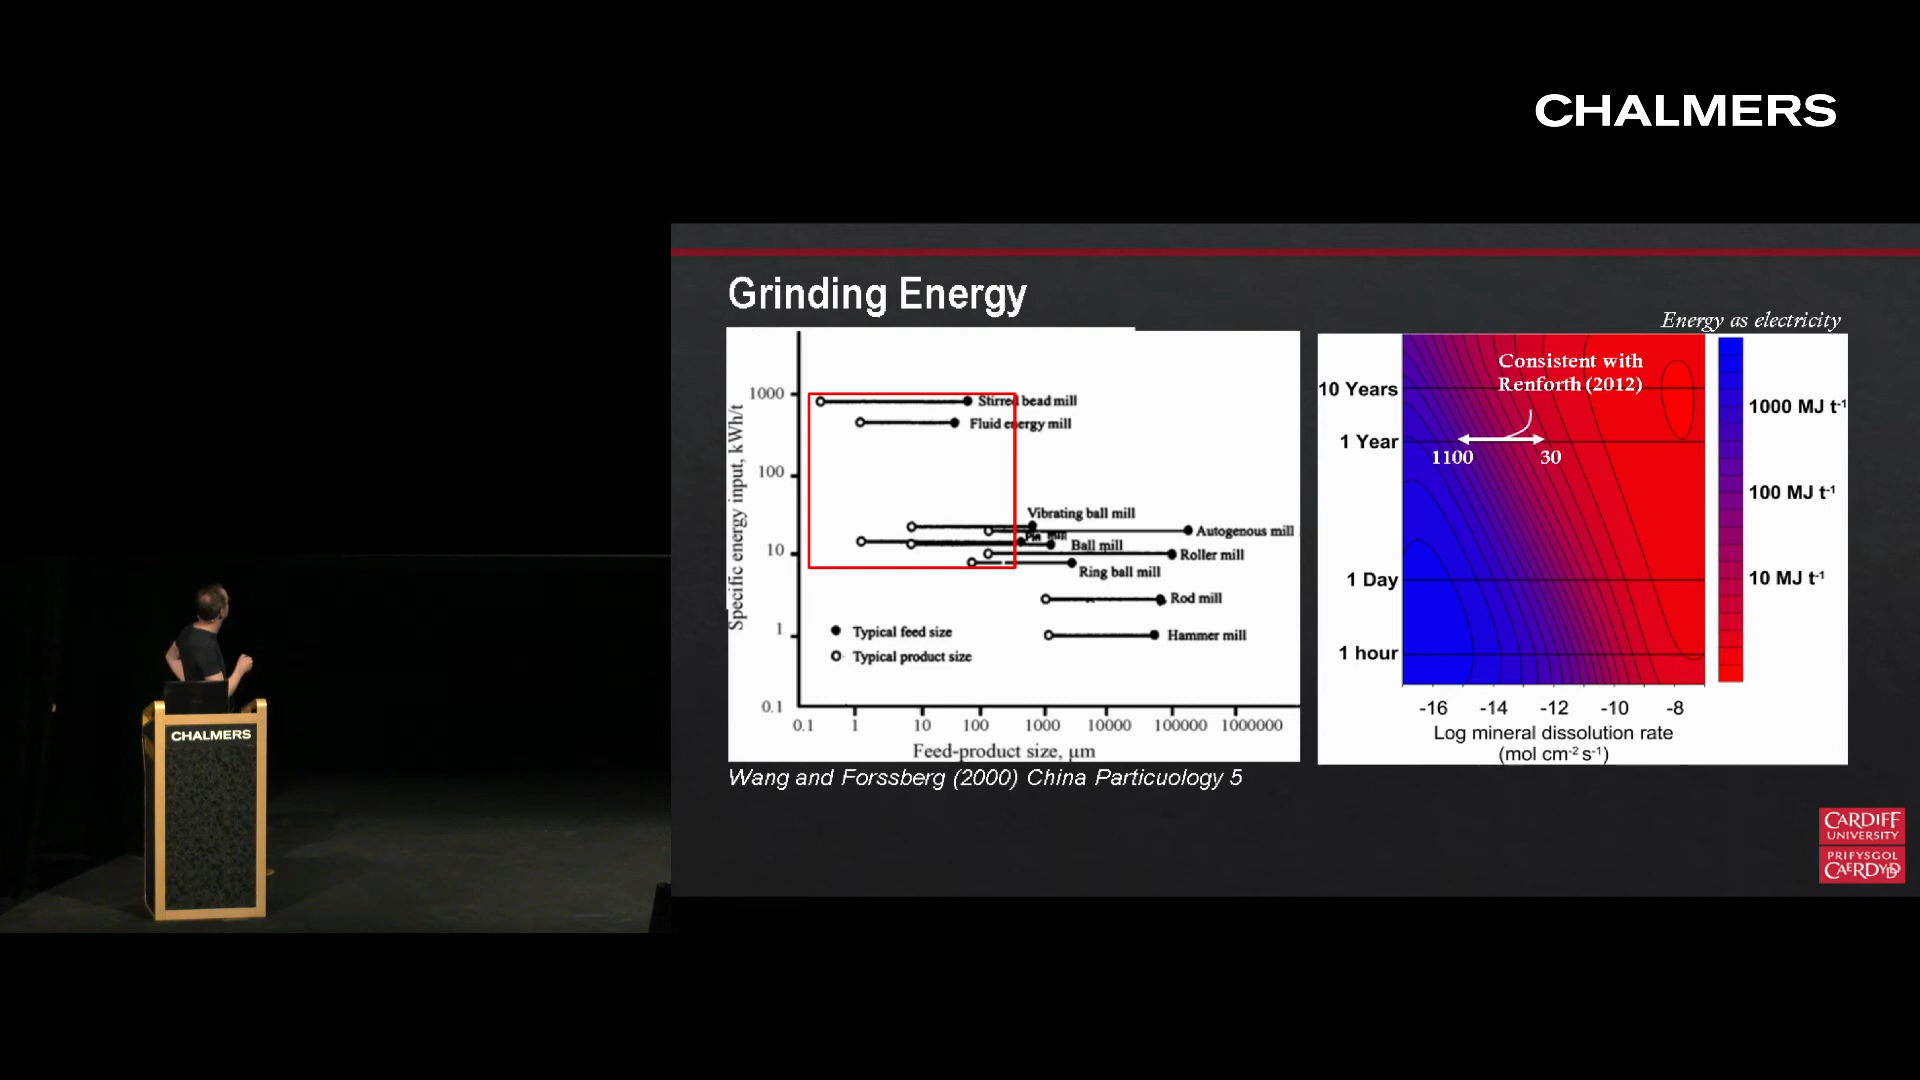 CHALMERS
Grinding Energy
Energy as electricity
Specific energy input, kWh/t
1000
100
10
1
0.1
Stirred bead mill
Fluid energy mill
Vibrating ball mill
Autogenous mill
Pin mill
Ball mill
Roller mill
Ring ball mill
Rod mill
Hammer mill
Typical feed size
Typical product size
0.1 1 10 100 1000 10000 100000 1000000
Feed-product size, µm
Wang and Forssberg (2000) China Particuology 5
Consistent with
Renforth (2012)
1100 30
10 Years
1 Year
1 Day
1 hour
-16 -14 -12 -10 -8
Log mineral dissolution rate
(mol cm⁻² s⁻¹)
1000 MJ t⁻¹
100 MJ t⁻¹
10 MJ t⁻¹
CARDIFF
UNIVERSITY
PRIFYSGOL
CAERDYDD
CHALMERS